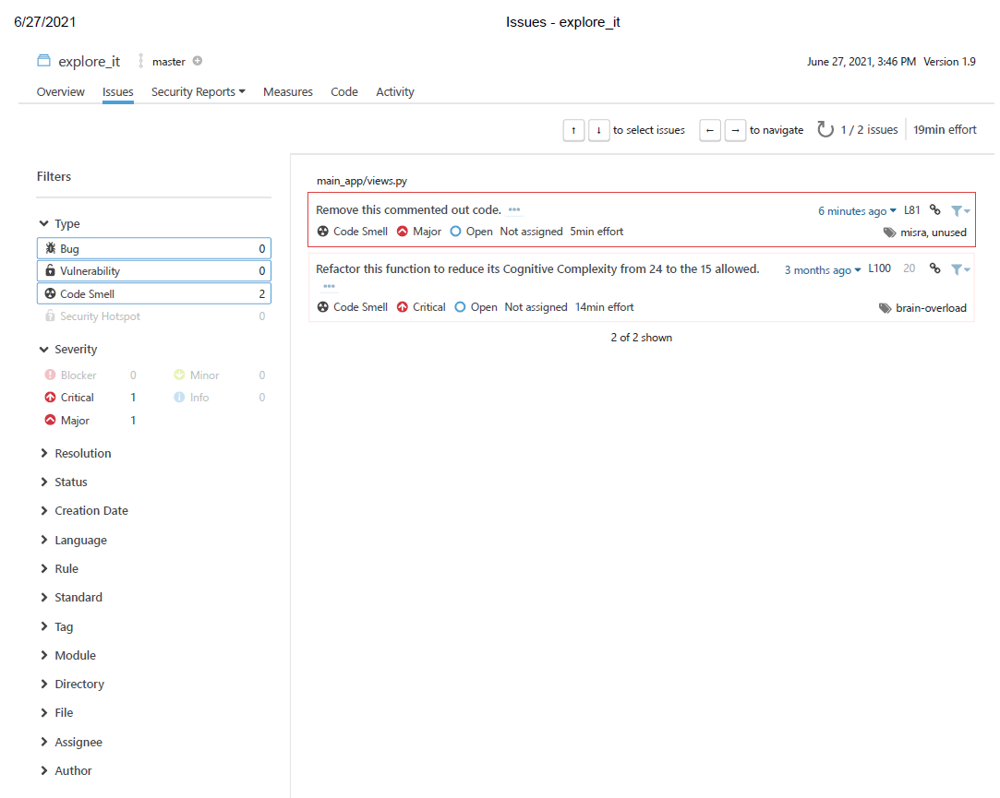 6/27/2021 Issues - explore_it
explore_it master June 27, 2021, 3:46 PM Version 1.9
Overview Issues Security Reports Measures Code Activity
↑ ↓ to select issues ← → to navigate 1 / 2 issues 19min effort
Filters
Type
Bug 0
Vulnerability 0
Code Smell 2
Security Hotspot 0
Severity
Blocker 0 Minor 0
Critical 1 Info 0
Major 1
Resolution
Status
Creation Date
Language
Rule
Standard
Tag
Module
Directory
File
Assignee
Author
main_app/views.py
Remove this commented out code. ••• 6 minutes ago L81
Code Smell Major Open Not assigned 5min effort misra, unused
Refactor this function to reduce its Cognitive Complexity from 24 to the 15 allowed. 3 months ago L100 20
•••
Code Smell Critical Open Not assigned 14min effort brain-overload
2 of 2 shown